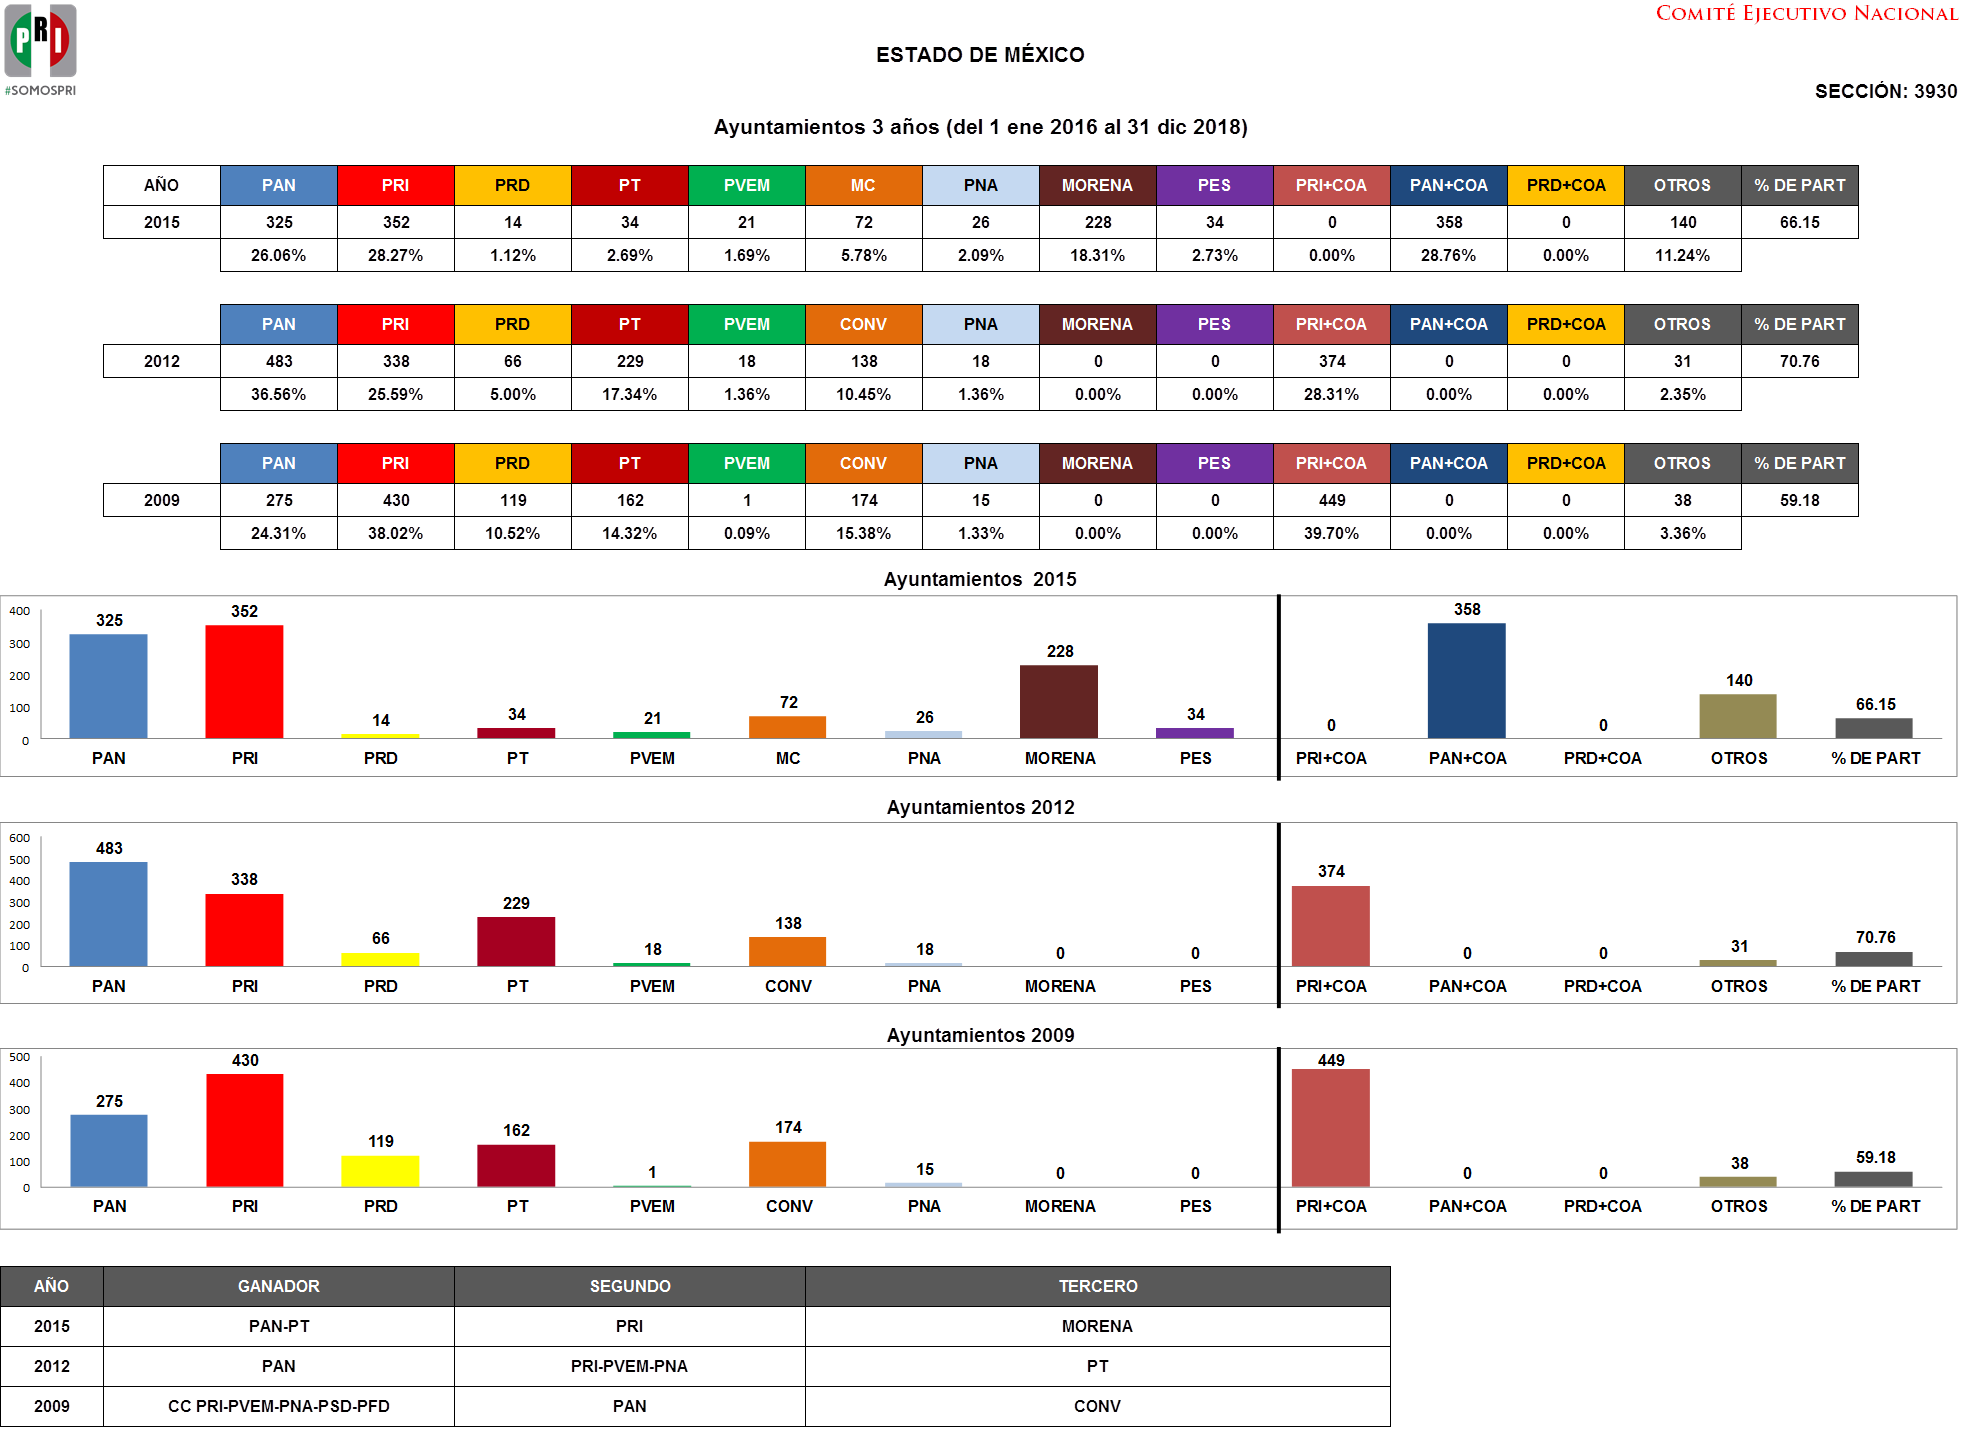 PRI
#SOMOSPRI
COMITÉ EJECUTIVO NACIONAL
ESTADO DE MÉXICO
SECCIÓN: 3930
Ayuntamientos 3 años (del 1 ene 2016 al 31 dic 2018)
AÑO PAN PRI PRD PT PVEM MC PNA MORENA PES PRI+COA PAN+COA PRD+COA OTROS % DE PART
2015 325 352 14 34 21 72 26 228 34 0 358 0 140 66.15
26.06% 28.27% 1.12% 2.69% 1.69% 5.78% 2.09% 18.31% 2.73% 0.00% 28.76% 0.00% 11.24%
PAN PRI PRD PT PVEM CONV PNA MORENA PES PRI+COA PAN+COA PRD+COA OTROS % DE PART
2012 483 338 66 229 18 138 18 0 0 374 0 0 31 70.76
36.56% 25.59% 5.00% 17.34% 1.36% 10.45% 1.36% 0.00% 0.00% 28.31% 0.00% 0.00% 2.35%
PAN PRI PRD PT PVEM CONV PNA MORENA PES PRI+COA PAN+COA PRD+COA OTROS % DE PART
2009 275 430 119 162 1 174 15 0 0 449 0 0 38 59.18
24.31% 38.02% 10.52% 14.32% 0.09% 15.38% 1.33% 0.00% 0.00% 39.70% 0.00% 0.00% 3.36%
Ayuntamientos 2015
400
300
200
100
0
325 352 14 34 21 72 26 228 34 0 358 0 140 66.15
PAN PRI PRD PT PVEM MC PNA MORENA PES PRI+COA PAN+COA PRD+COA OTROS % DE PART
Ayuntamientos 2012
600
500
400
300
200
100
0
483 338 66 229 18 138 18 0 0 374 0 0 31 70.76
PAN PRI PRD PT PVEM CONV PNA MORENA PES PRI+COA PAN+COA PRD+COA OTROS % DE PART
Ayuntamientos 2009
500
400
300
200
100
0
275 430 119 162 1 174 15 0 0 449 0 0 38 59.18
PAN PRI PRD PT PVEM CONV PNA MORENA PES PRI+COA PAN+COA PRD+COA OTROS % DE PART
AÑO GANADOR SEGUNDO TERCERO
2015 PAN-PT PRI MORENA
2012 PAN PRI-PVEM-PNA PT
2009 CC PRI-PVEM-PNA-PSD-PFD PAN CONV